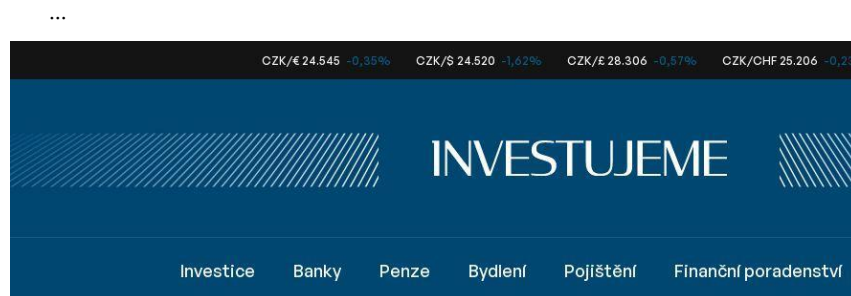 ...
CZK/€ 24.545 -0,35% CZK/$ 24.520 -1,62% CZK/£ 28.306 -0,57% CZK/CHF 25.206
INVESTUJEME
Investice Banky Penze Bydlení Pojištění Finanční poradenství